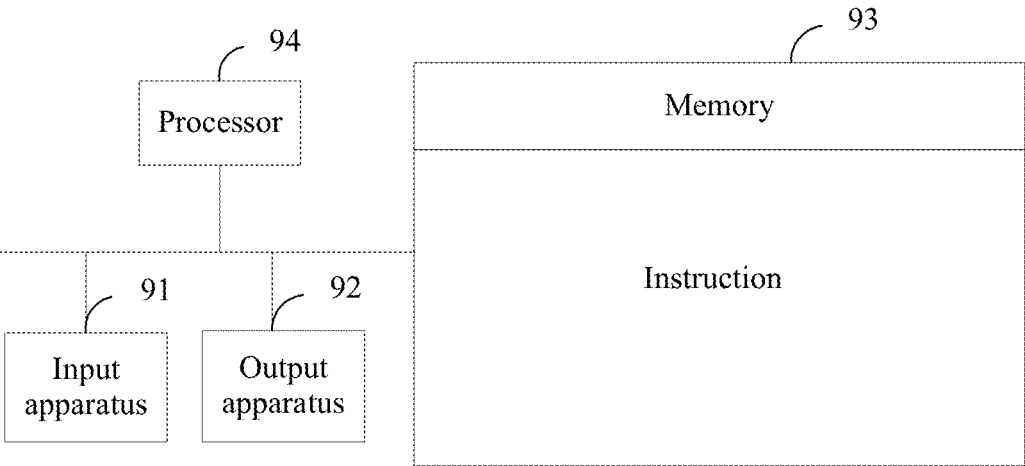 93
94
Memory
Processor
Instruction
91
92
Input
apparatus
Output
apparatus